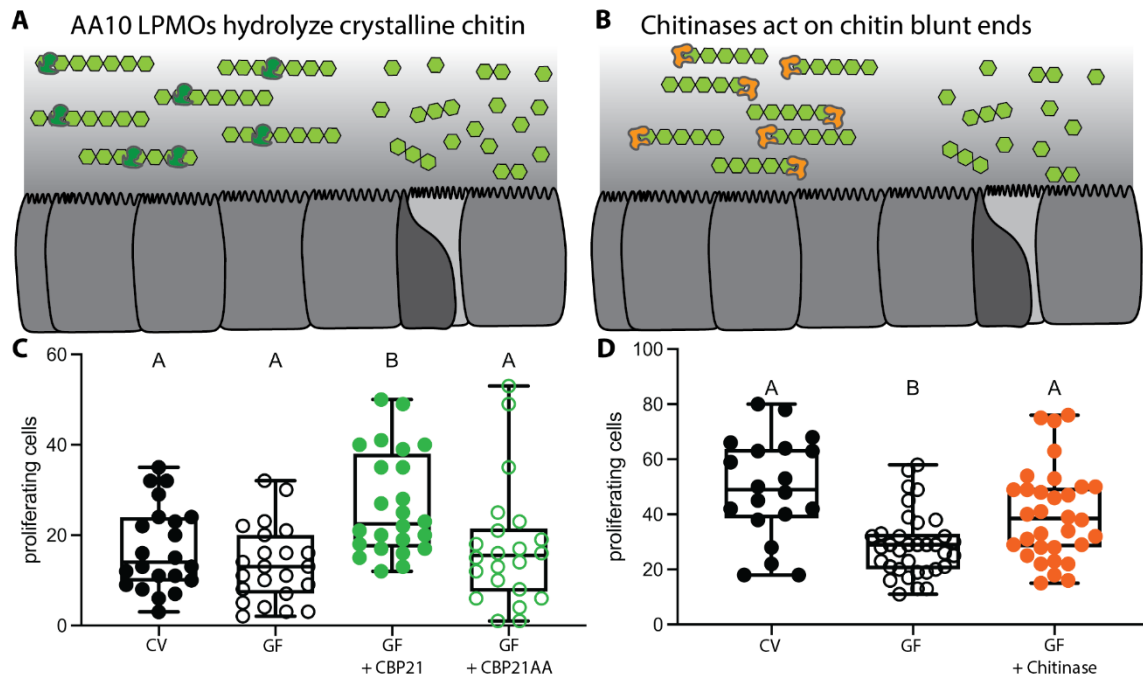 A AA10 LPMOs hydrolyze crystalline chitin
B Chitinases act on chitin blunt ends
C
proliferating cells
60
40
20
0
A A B A
CV GF GF GF
+ CBP21 + CBP21AA
D
proliferating cells
100
80
60
40
20
0
A B A
CV GF GF
+ Chitinase